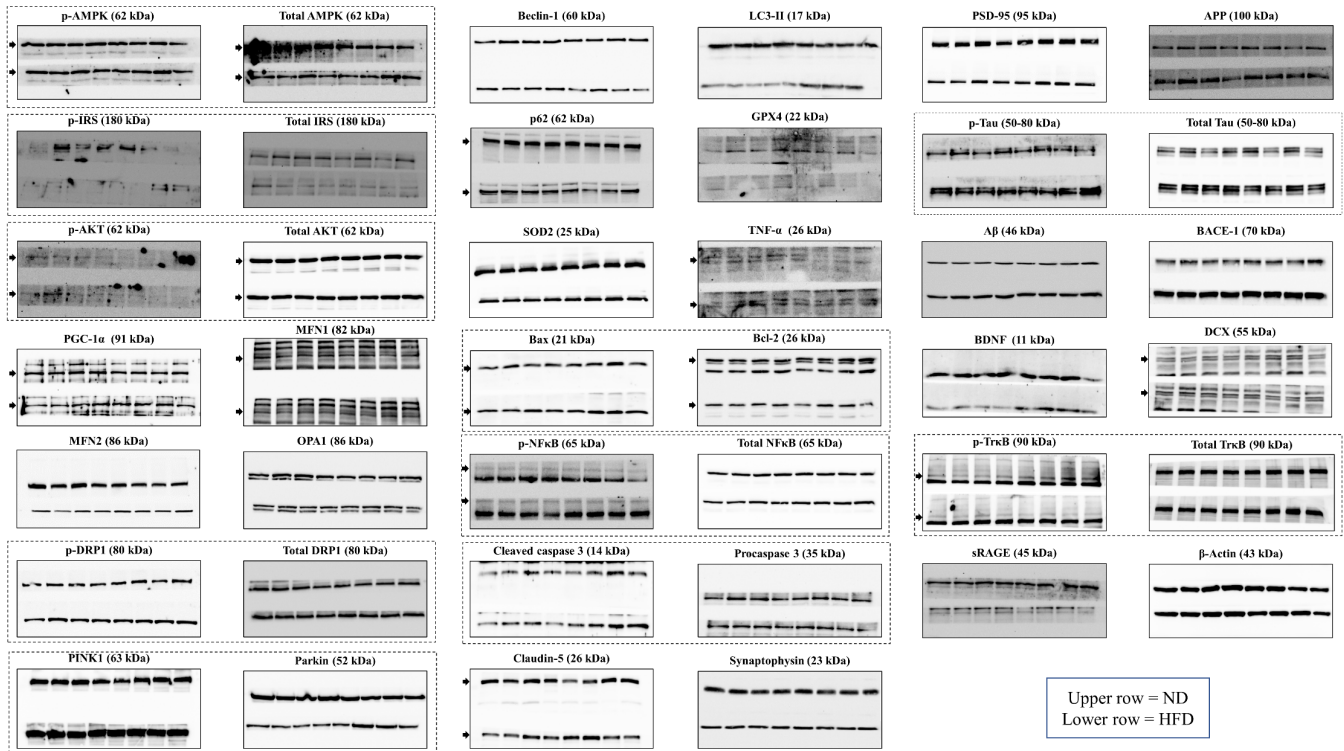 p-AMPK (62 kDa)
Total AMPK (62 kDa)
Beclin-1 (60 kDa)
LC3-II (17 kDa)
PSD-95 (95 kDa)
APP (100 kDa)
p-IRS (180 kDa)
Total IRS (180 kDa)
p62 (62 kDa)
GPX4 (22 kDa)
p-Tau (50-80 kDa)
Total Tau (50-80 kDa)
p-AKT (62 kDa)
Total AKT (62 kDa)
SOD2 (25 kDa)
TNF-α (26 kDa)
Aβ (46 kDa)
BACE-1 (70 kDa)
PGC-1α (91 kDa)
MFN1 (82 kDa)
Bax (21 kDa)
Bcl-2 (26 kDa)
BDNF (11 kDa)
DCX (55 kDa)
MFN2 (86 kDa)
OPA1 (86 kDa)
p-NFκB (65 kDa)
Total NFκB (65 kDa)
p-TrκB (90 kDa)
Total TrκB (90 kDa)
p-DRP1 (80 kDa)
Total DRP1 (80 kDa)
Cleaved caspase 3 (14 kDa)
Procaspase 3 (35 kDa)
sRAGE (45 kDa)
β-Actin (43 kDa)
PINK1 (63 kDa)
Parkin (52 kDa)
Claudin-5 (26 kDa)
Synaptophysin (23 kDa)
Upper row = ND
Lower row = HFD